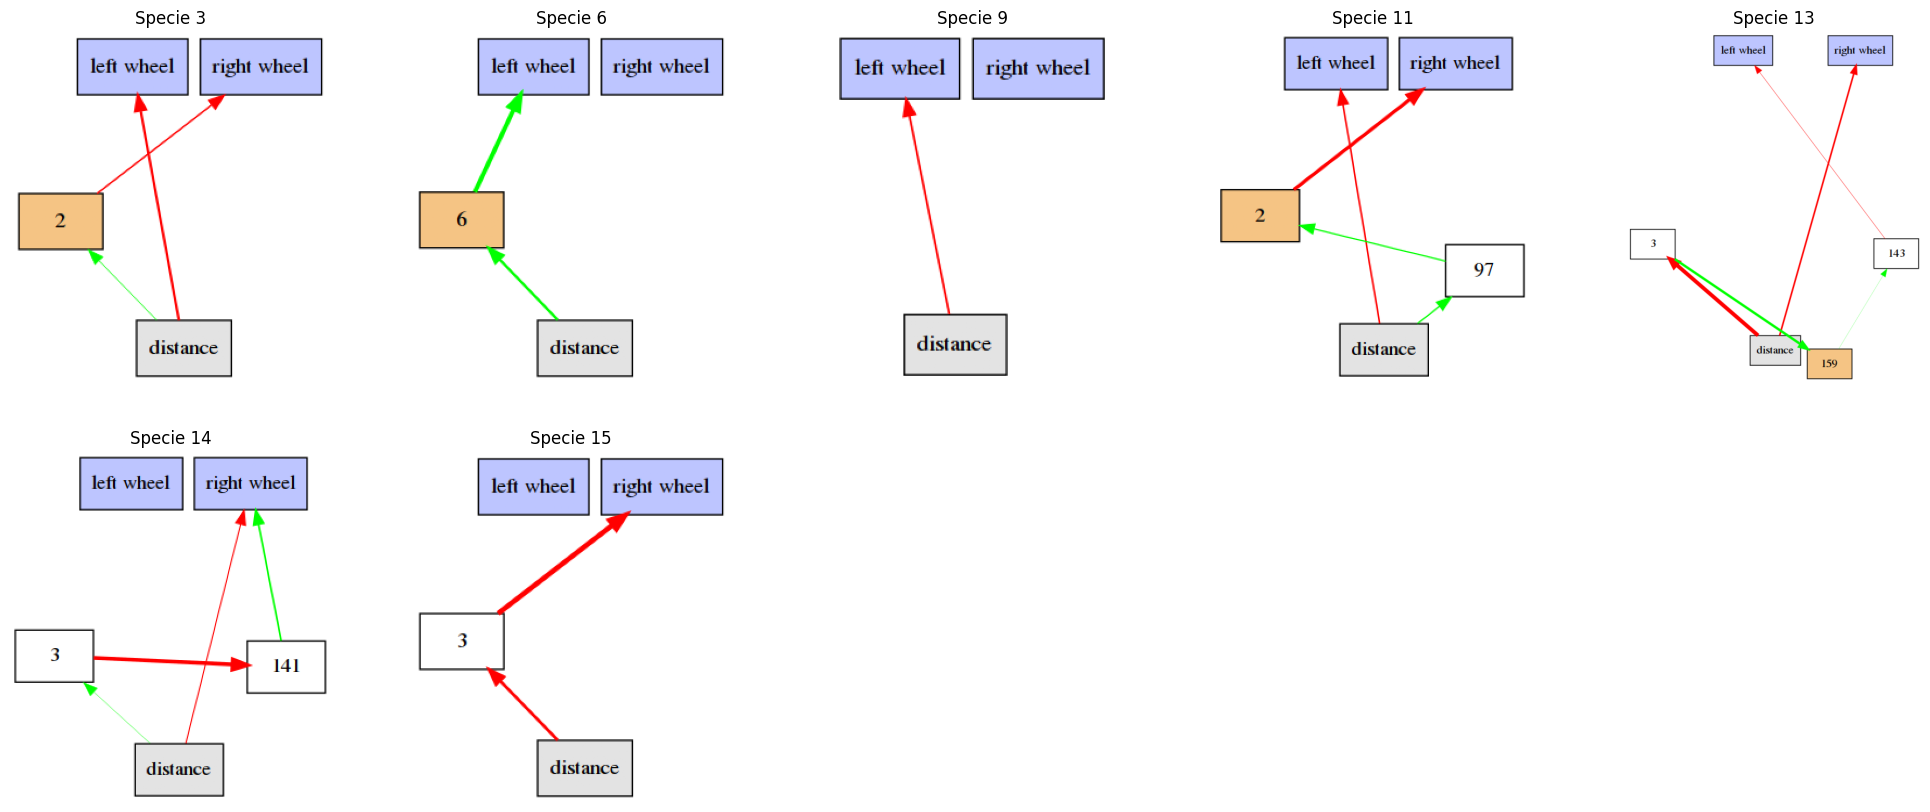 Specie 3
left wheel
right wheel
2
distance
Specie 6
left wheel
right wheel
6
distance
Specie 9
left wheel
right wheel
distance
Specie 11
left wheel
right wheel
2
97
distance
Specie 13
left wheel
right wheel
3
143
distance
159
Specie 14
left wheel
right wheel
3
141
distance
Specie 15
left wheel
right wheel
3
distance